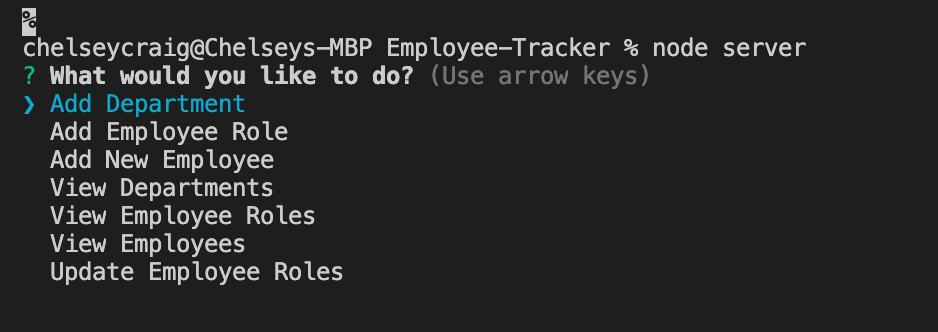 %
chelseycraig@Chelseys-MBP Employee-Tracker % node server
? What would you like to do? (Use arrow keys)
❯ Add Department
Add Employee Role
Add New Employee
View Departments
View Employee Roles
View Employees
Update Employee Roles